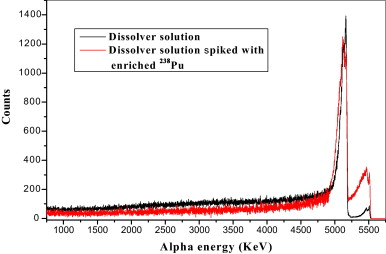 1400
1200
1000
800
600
400
200
0
Counts
Dissolver solution
Dissolver solution spiked with
enriched ²³⁸Pu
1000 1500 2000 2500 3000 3500 4000 4500 5000 5500
Alpha energy (KeV)